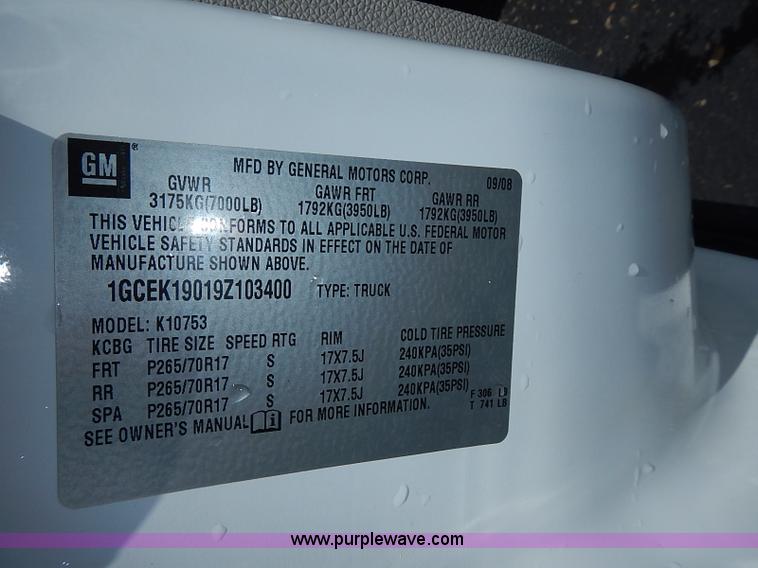 GM ®
MFD BY GENERAL MOTORS CORP. 09/08
GVWR GAWR FRT GAWR RR
3175KG(7000LB) 1792KG(3950LB) 1792KG(3950LB)
THIS VEHICLE CONFORMS TO ALL APPLICABLE U.S. FEDERAL MOTOR
VEHICLE SAFETY STANDARDS IN EFFECT ON THE DATE OF
MANUFACTURE SHOWN ABOVE.
1GCEK19019Z103400 TYPE: TRUCK
MODEL: K10753
KCBG TIRE SIZE SPEED RTG RIM COLD TIRE PRESSURE
FRT P265/70R17 S 17X7.5J 240KPA(35PSI)
RR P265/70R17 S 17X7.5J 240KPA(35PSI)
SPA P265/70R17 S 17X7.5J 240KPA(35PSI)
F 306 LB
T 741 LB
SEE OWNER'S MANUAL i FOR MORE INFORMATION.
www.purplewave.com